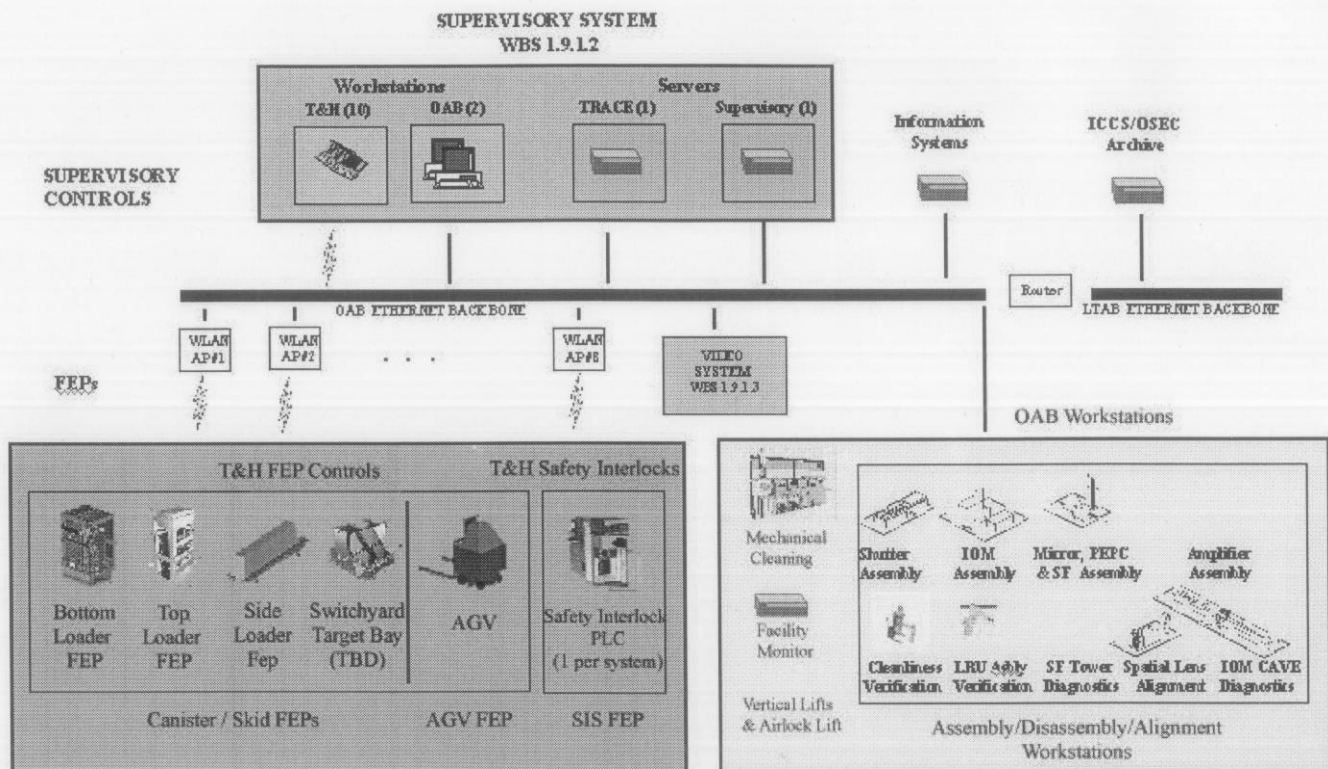 SUPERVISORY SYSTEM
WBS 1.9.1.2
Workstations
Servers
T&H (10)
OAB (2)
TRACE (1)
Supervisory (1)
Information
Systems
ICCS/OSEC
Archive
SUPERVISORY
CONTROLS
Router
OAB ETHERNET BACKBONE
LTAB ETHERNET BACKBONE
WLAN
AP#1
WLAN
AP#2
. . .
WLAN
AP#8
VIDEO
SYSTEM
WBS 1.9.1.3
FEPs
OAB Workstations
T&H FEP Controls
T&H Safety Interlocks
Bottom
Loader
FEP
Top
Loader
FEP
Side
Loader
Fep
Switchyard
Target Bay
(TBD)
AGV
Safety Interlock
PLC
(1 per system)
Canister / Skid FEPs
AGV FEP
SIS FEP
Mechanical
Cleaning
Facility
Monitor
Vertical Lifts
& Airlock Lift
Shutter
Assembly
IOM
Assembly
Mirror, PEPC
& SF Assembly
Amplifier
Assembly
Cleanliness
Verification
LRU Ashly
Verification
SF Tower
Diagnostics
Spatial Lens
Alignment
IOM CAVE
Diagnostics
Assembly/Disassembly/Alignment
Workstations